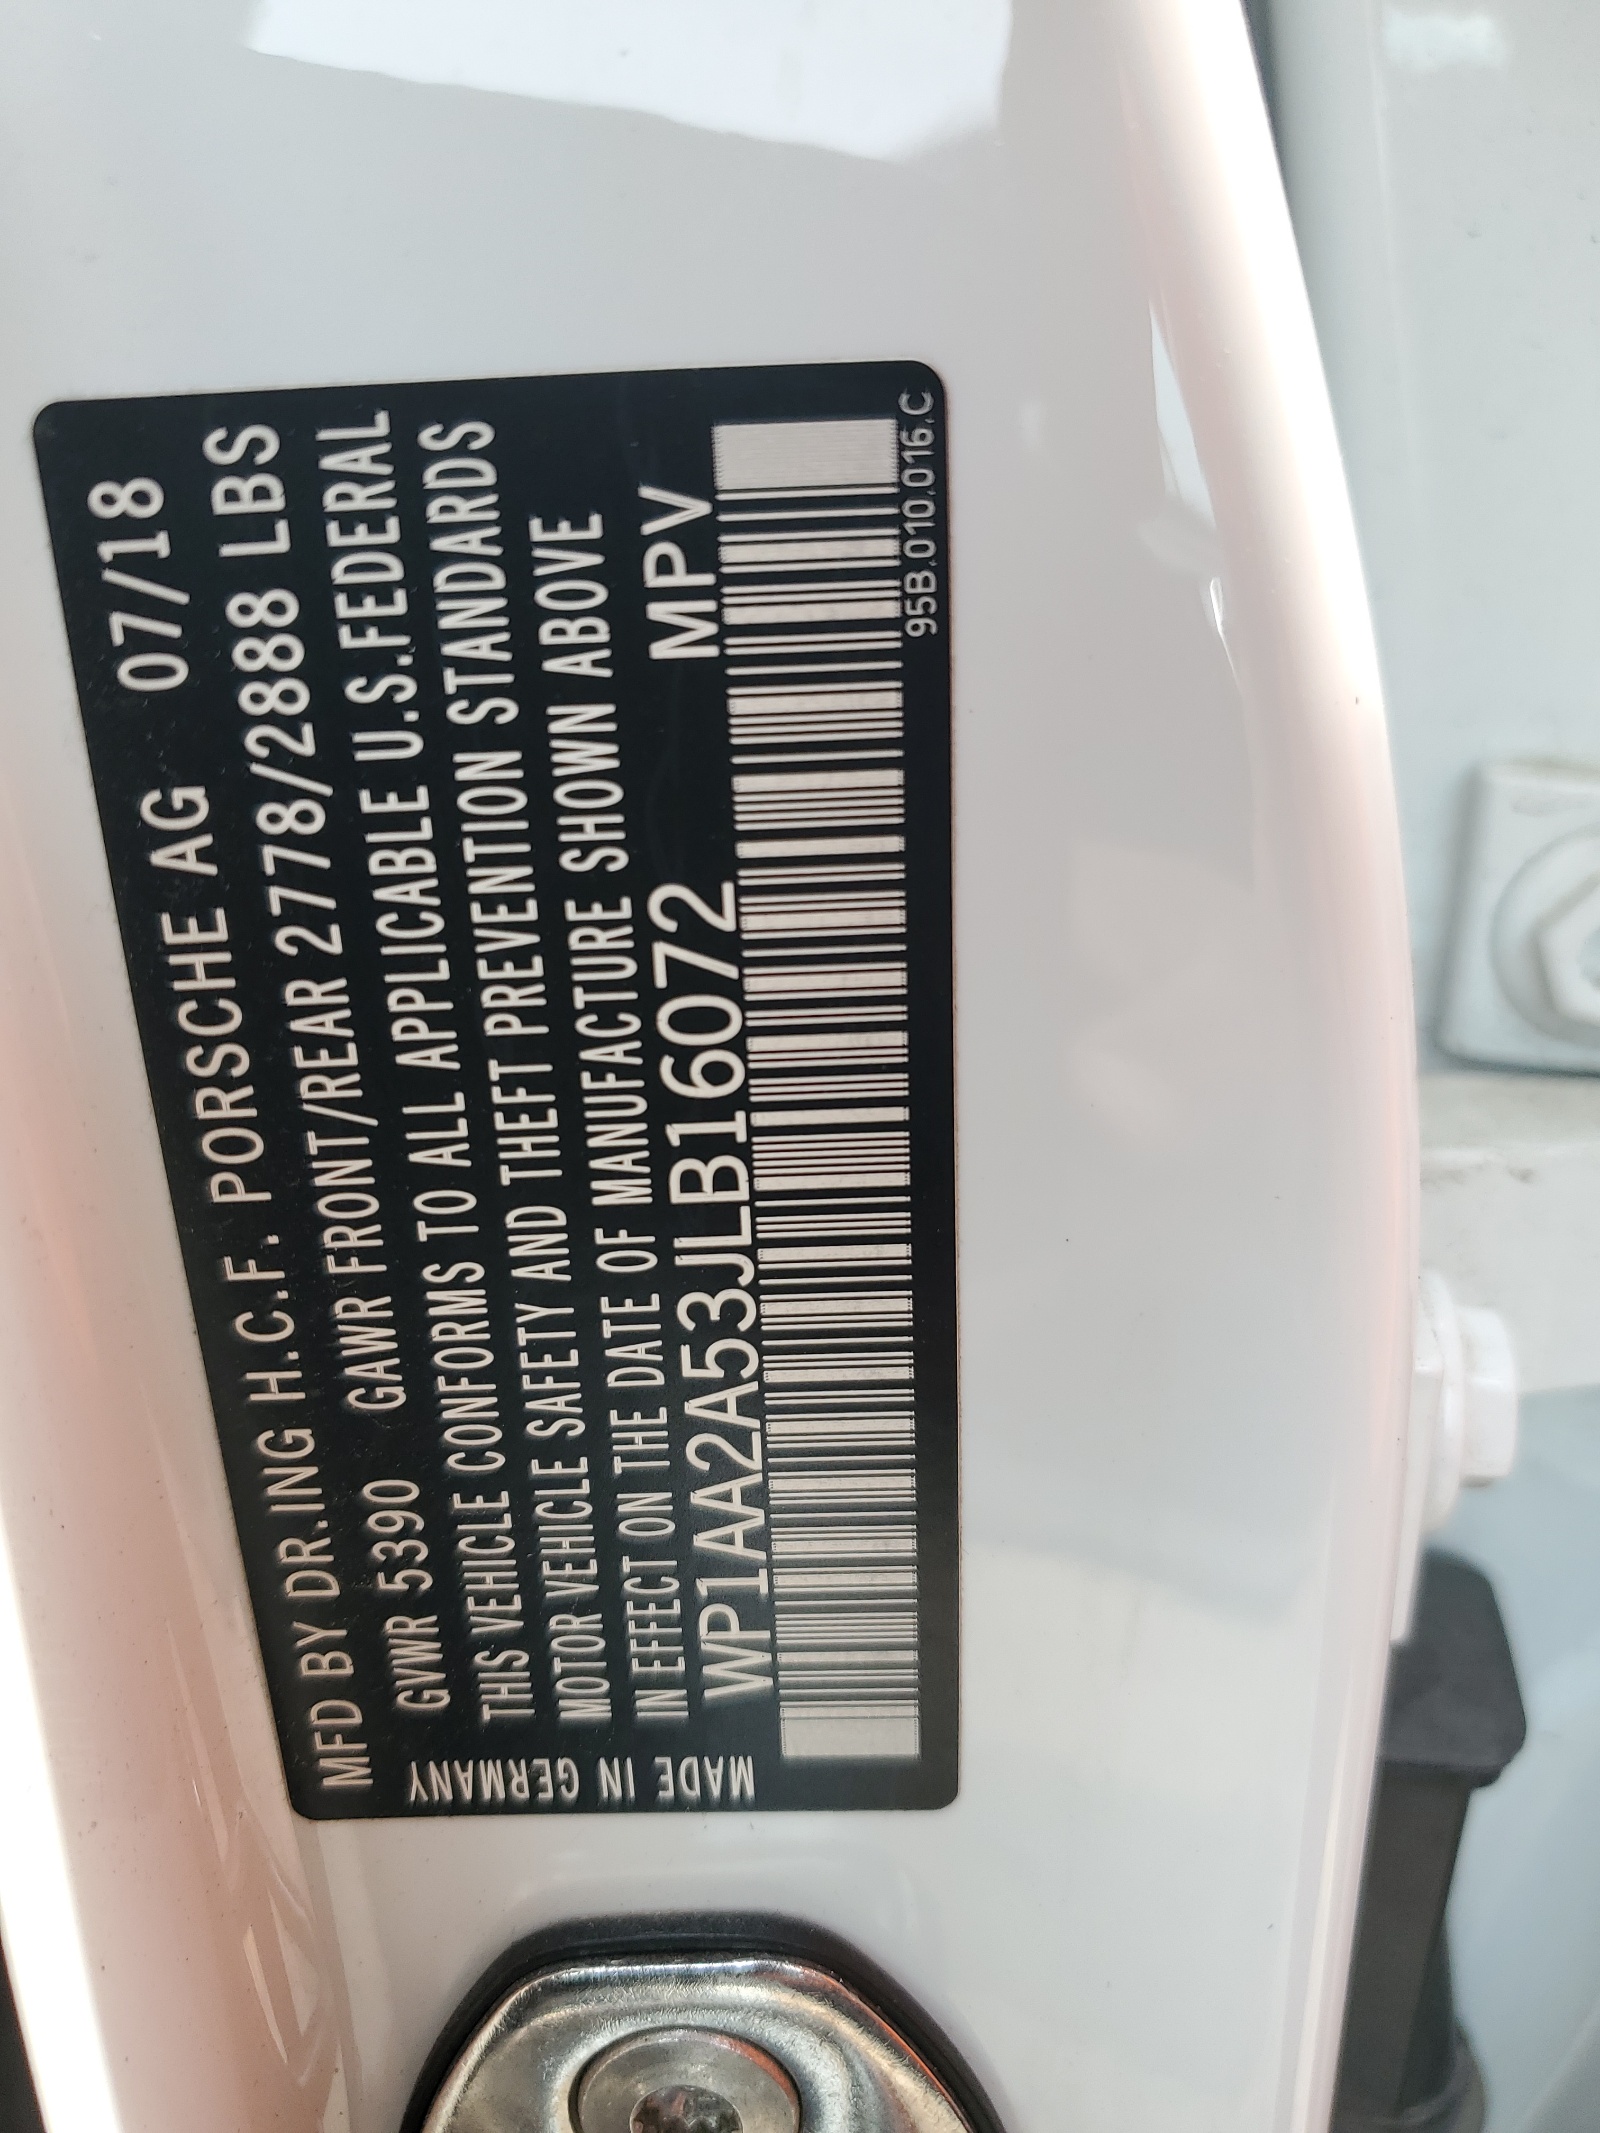 MFD BY DR.ING H.C.F. PORSCHE AG 07/18
GVWR 5390 GAWR FRONT/REAR 2778/2888 LBS
THIS VEHICLE CONFORMS TO ALL APPLICABLE U.S.FEDERAL
MOTOR VEHICLE SAFETY AND THEFT PREVENTION STANDARDS
IN EFFECT ON THE DATE OF MANUFACTURE SHOWN ABOVE
WP1AA2A53JLB16072 MPV
95B.010.016.C
MADE IN GERMANY